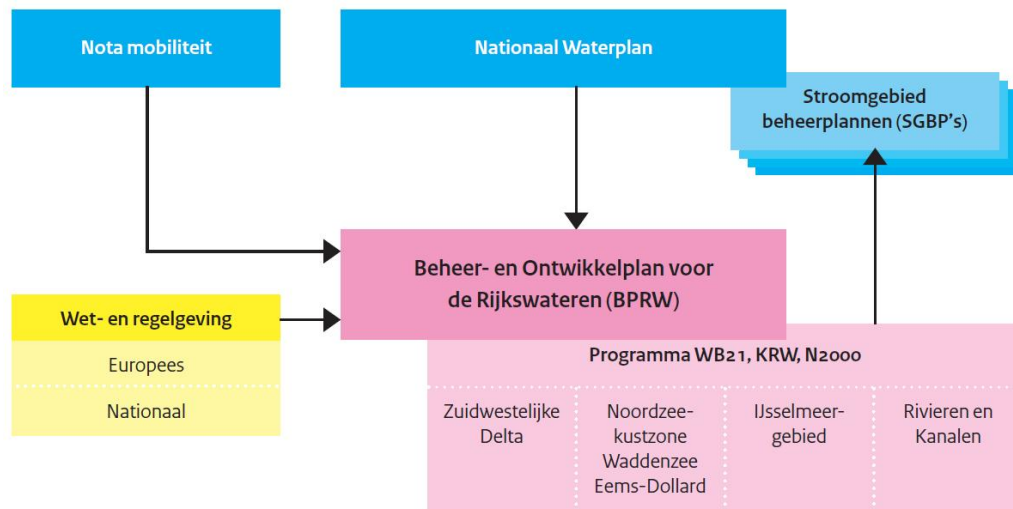 Nota mobiliteit
Nationaal Waterplan
Stroomgebied
beheerplannen (SGBP's)
Beheer- en Ontwikkelplan voor
de Rijkswateren (BPRW)
Wet- en regelgeving
Europees
Nationaal
Programma WB21, KRW, N2000
Zuidwestelijke
Delta
Noordzee-
kustzone
Waddenzee
Eems-Dollard
IJsselmeer-
gebied
Rivieren en
Kanalen